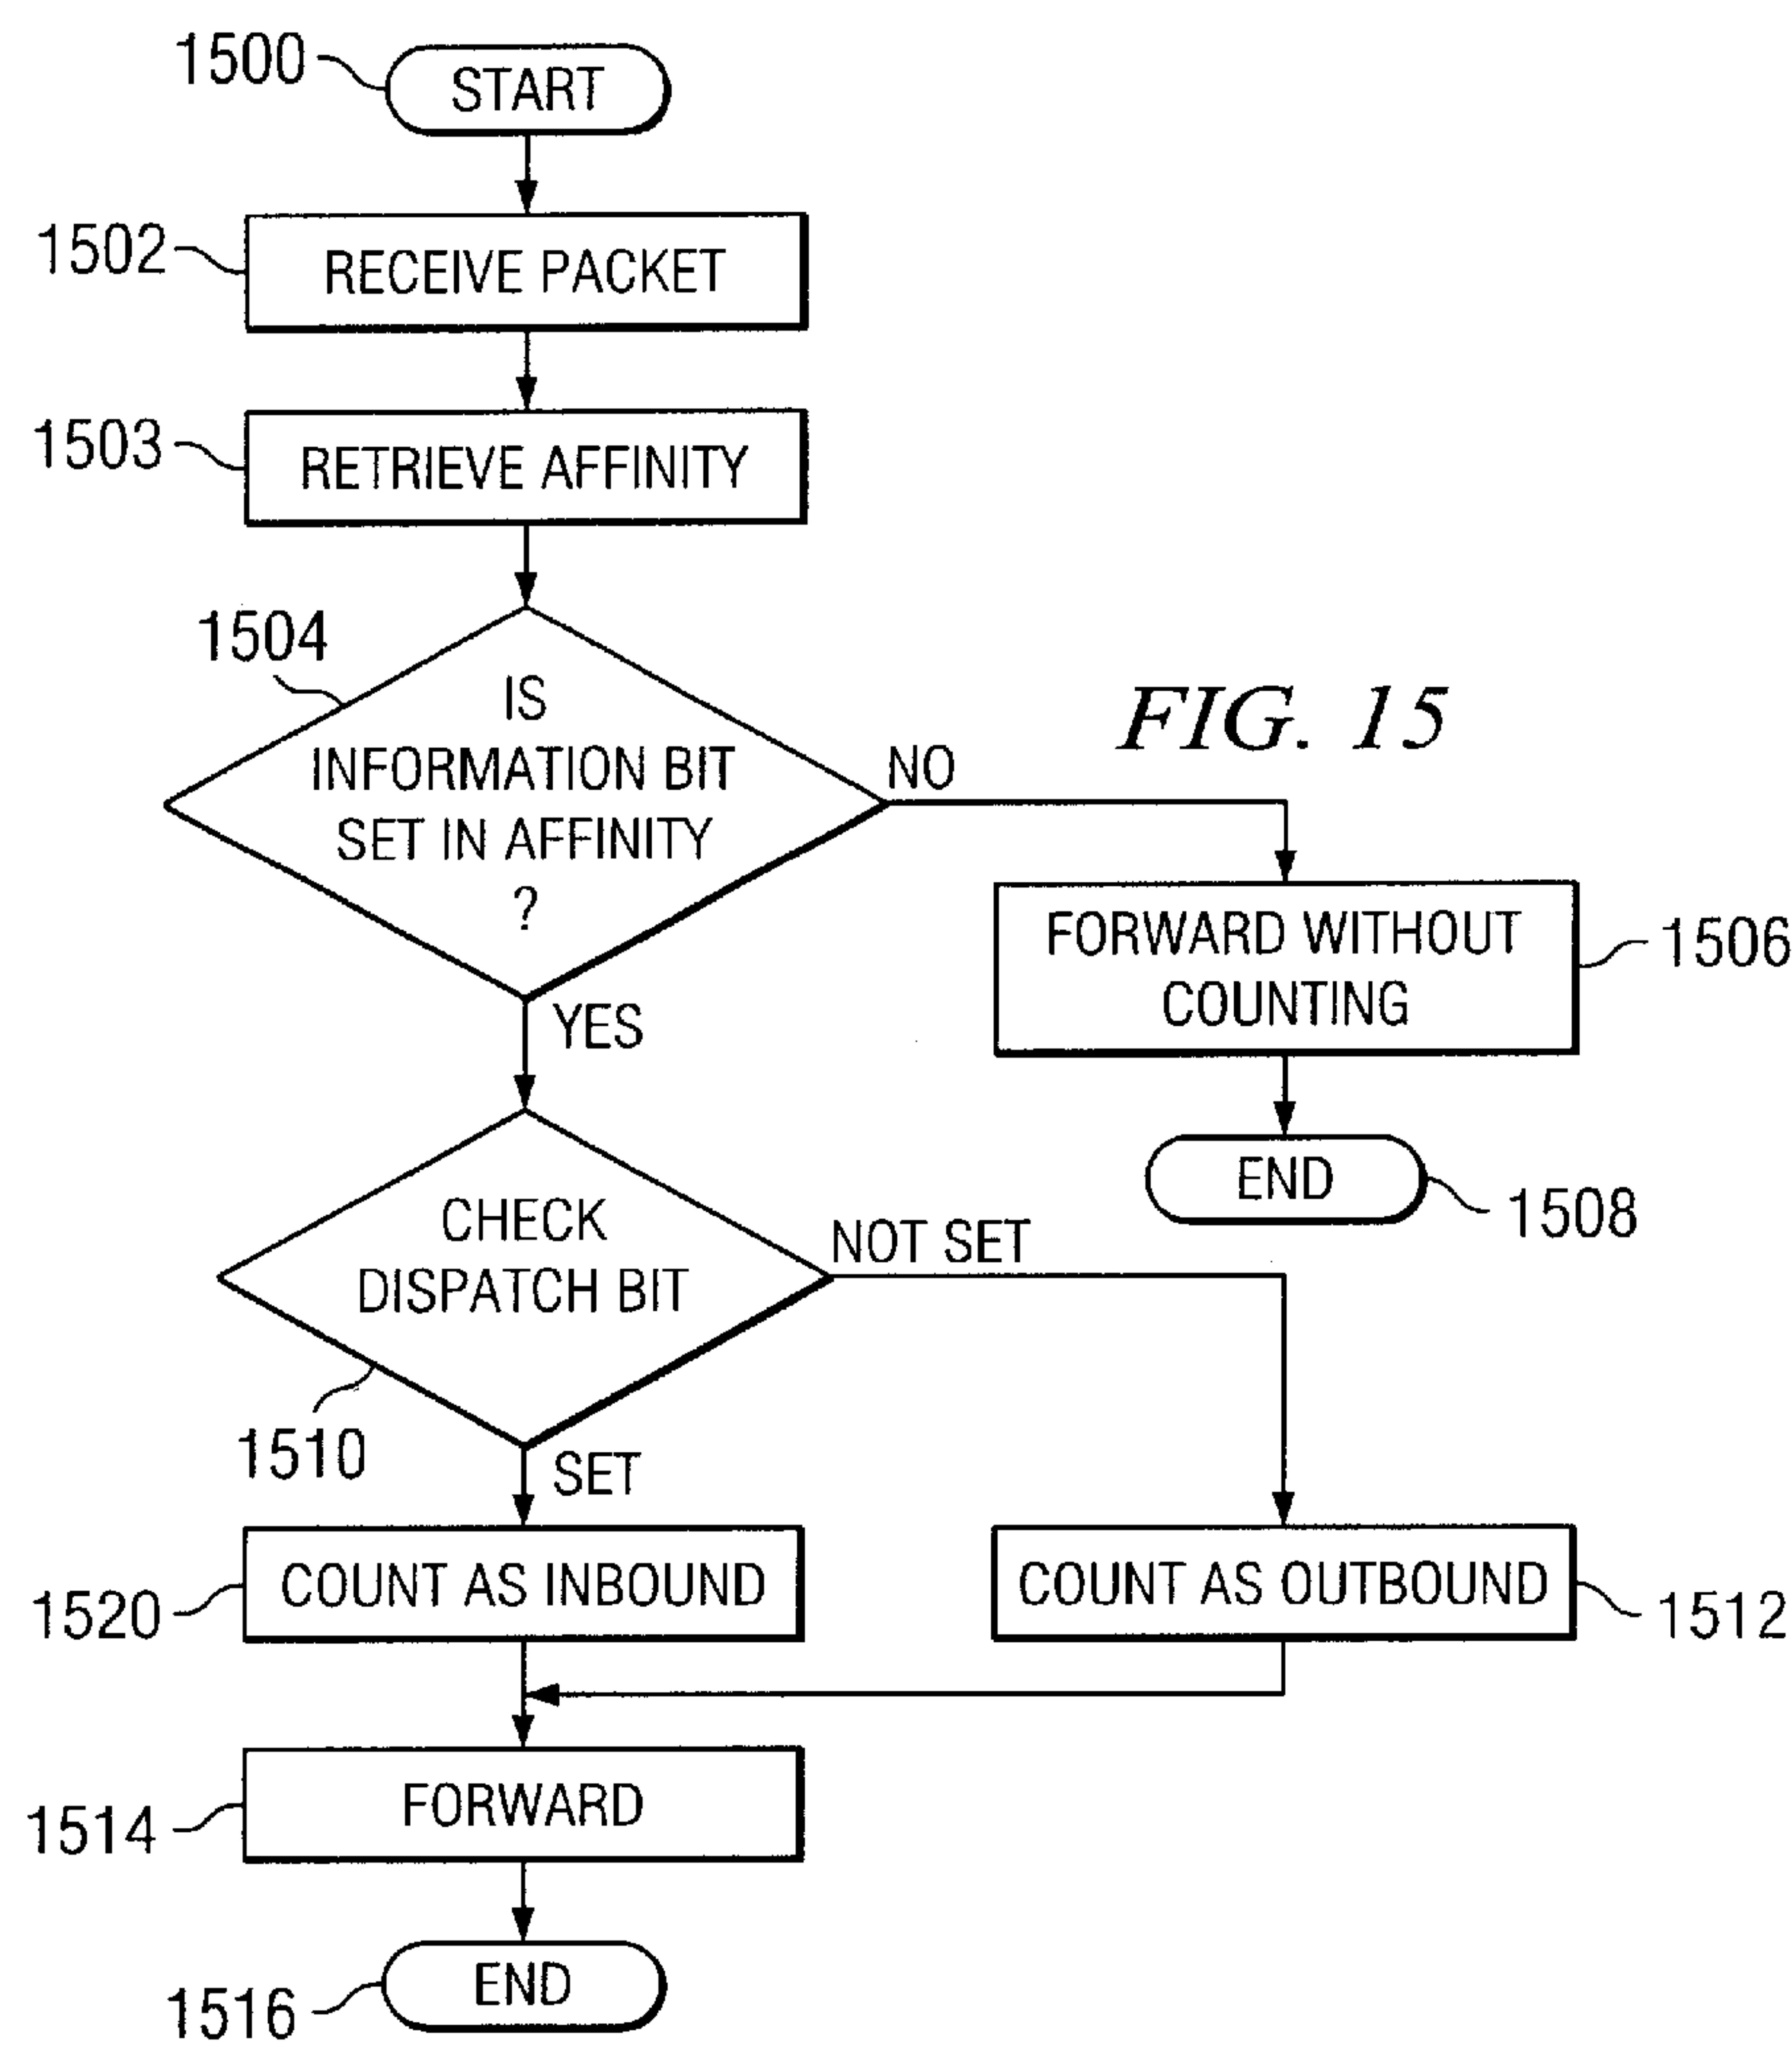 1500
START
1502
RECEIVE PACKET
1503
RETRIEVE AFFINITY
1504
IS
INFORMATION BIT
SET IN AFFINITY
?
NO
FIG. 15
FORWARD WITHOUT
COUNTING
1506
YES
END
1508
CHECK
DISPATCH BIT
NOT SET
1510
SET
COUNT AS INBOUND
1520
COUNT AS OUTBOUND
1512
FORWARD
1514
END
1516